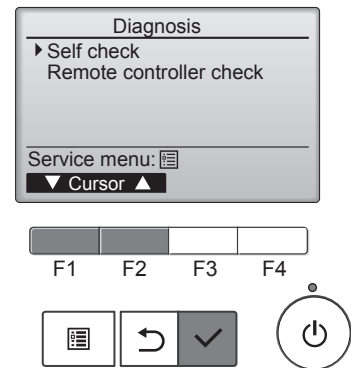 Diagnosis
Self check
Remote controller check
Service menu:
▼ Cursor ▲
F1 F2 F3 F4